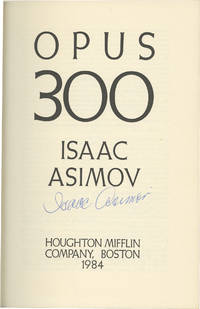 OPUS
300
ISAAC
ASIMOV
Isaac Asimov
HOUGHTON MIFFLIN
COMPANY, BOSTON
1984